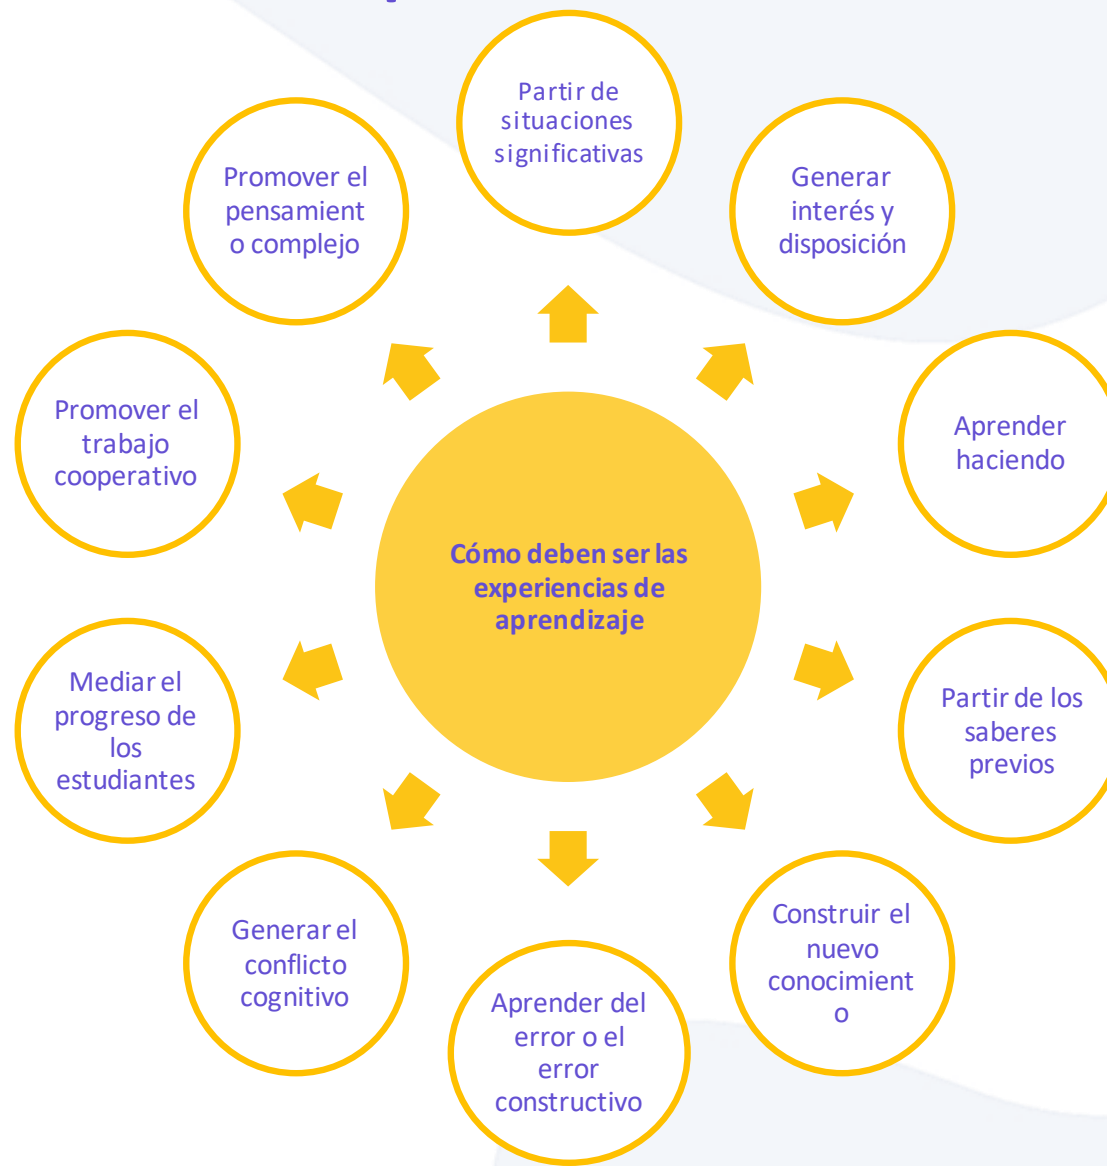 Partir de
situaciones
significativas
Generar
interés y
disposición
Aprender
haciendo
Partir de los
saberes
previos
Construir el
nuevo
conocimient
o
Aprender del
error o el
error
constructivo
Generar el
conflicto
cognitivo
Mediar el
progreso de
los
estudiantes
Promover el
trabajo
cooperativo
Promover el
pensamient
o complejo
Cómo deben ser las
experiencias de
aprendizaje